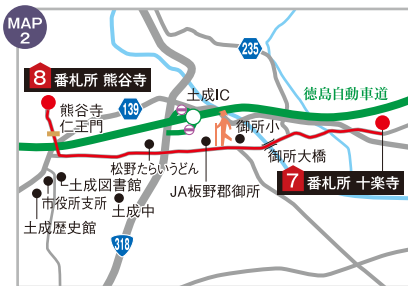 MAP
2
235
8 番札所 熊谷寺
徳島自動車道
土成IC
139
熊谷寺
仁王門
御所小
松野たらいうどん
御所大橋
JA板野郡御所
7 番札所 十楽寺
土成図書館
市役所支所
土成中
土成歴史館
318